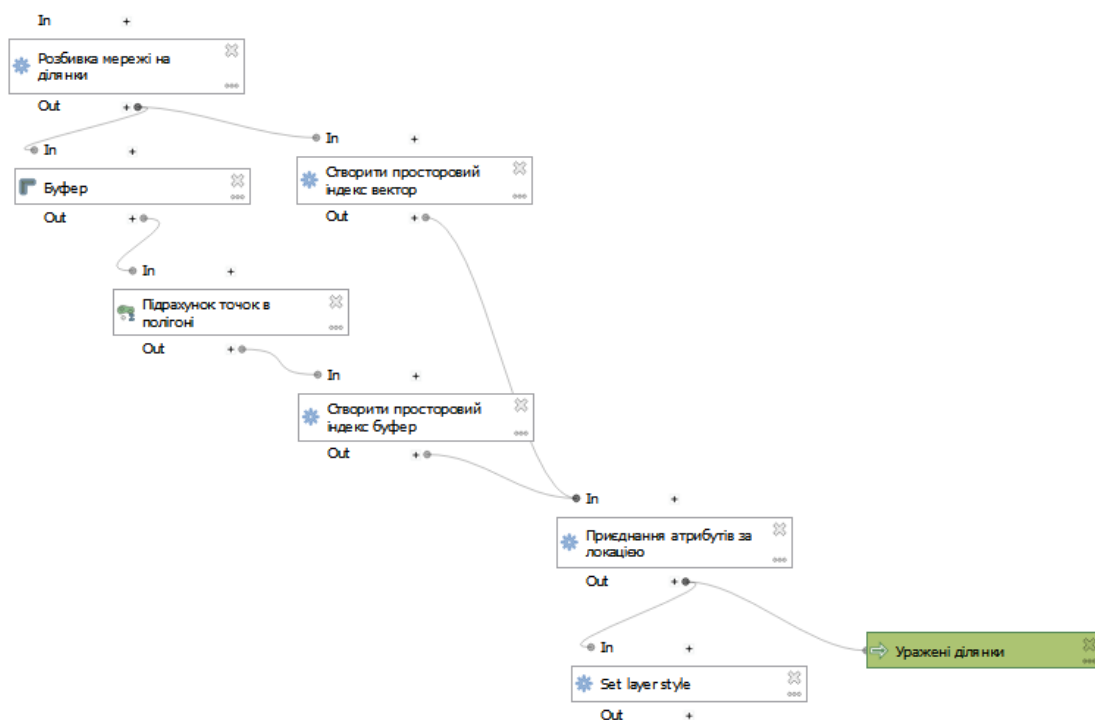 In +
Розбивка мережі на
ділянки
Out +
In +
Буфер
Out +
In +
Створити просторовий
індекс вектор
Out +
In +
Підрахунок точок в
полігоні
Out +
In +
Створити просторовий
індекс буфер
Out +
In +
Приєднання атрибутів за
локацією
Out +
In +
Set layer style
Out +
Уражені ділянки